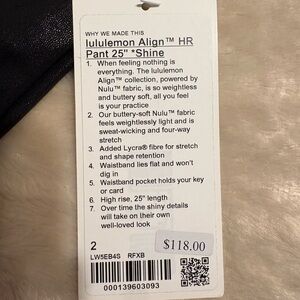 WHY WE MADE THIS
lululemon Align™ HR
Pant 25" *Shine
1. When feeling nothing is
everything. The lululemon
Align™ collection, powered by
Nulu™ fabric, is so weightless
and buttery soft, all you feel
is your practice
2. Our buttery-soft Nulu™ fabric
feels weightlessly light and is
sweat-wicking and four-way
stretch
3. Added Lycra® fibre for stretch
and shape retention
4. Waistband lies flat and won't
dig in
5. Waistband pocket holds your key
or card
6. High rise, 25" length
7. Over time the shiny details
will take on their own
well-loved look
2
$118.00
LW5EB4S RFXB
000139603093